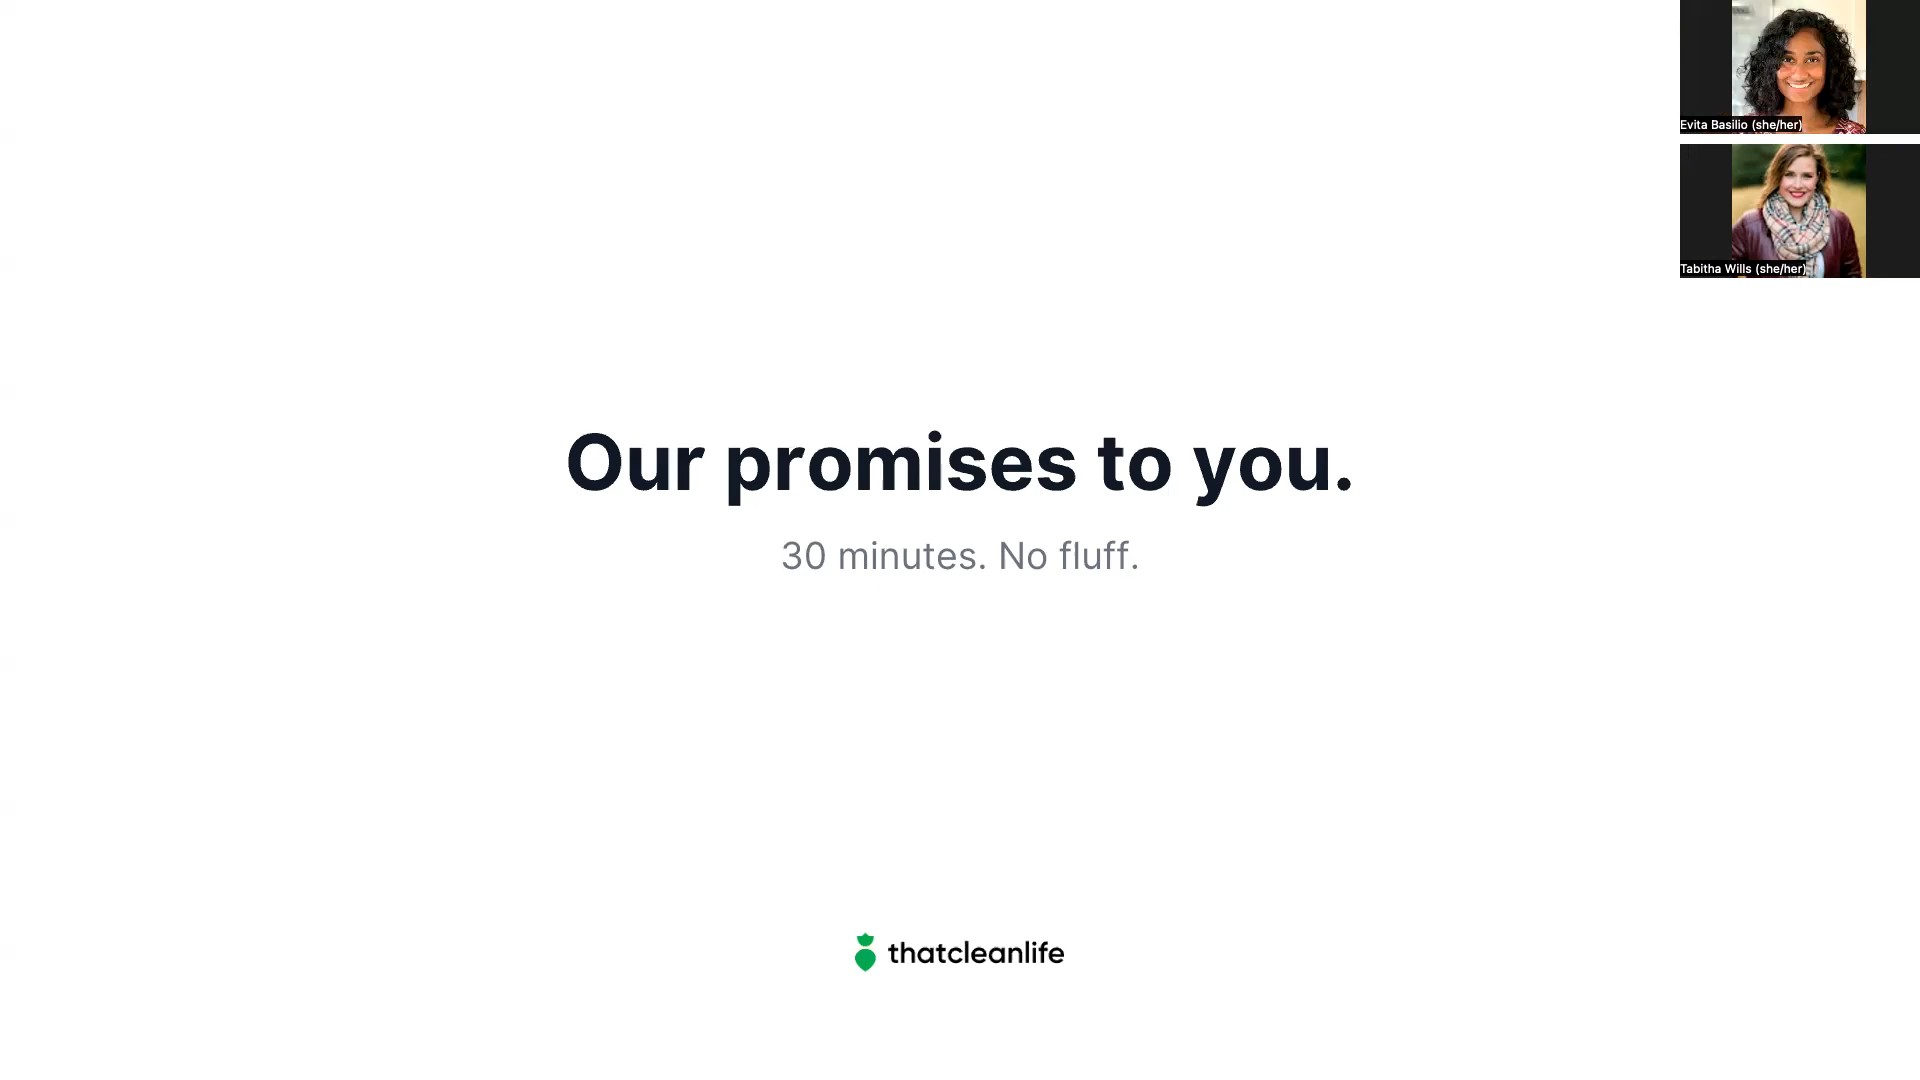 Evita Basilio (she/her)
Tabitha Wills (she/her)
Our promises to you.
30 minutes. No fluff.
thatcleanlife